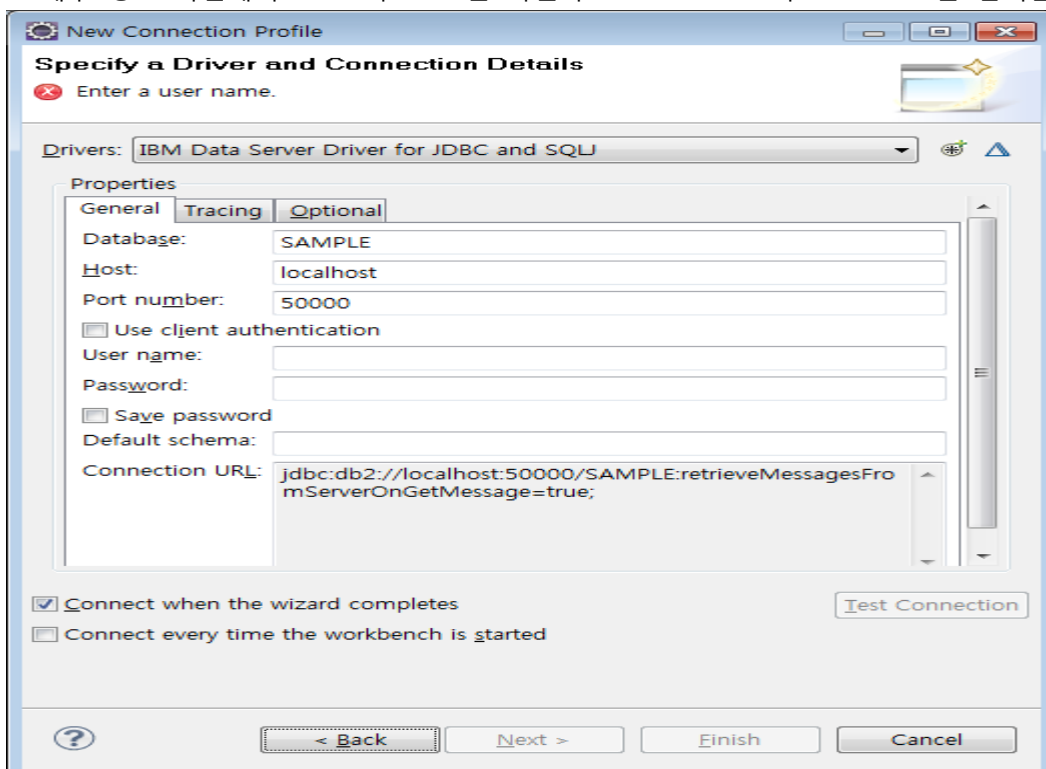 New Connection Profile
Specify a Driver and Connection Details
Enter a user name.
Drivers: IBM Data Server Driver for JDBC and SQLJ
Properties
General Tracing Optional
Database: SAMPLE
Host: localhost
Port number: 50000
Use client authentication
User name:
Password:
Save password
Default schema:
Connection URL: jdbc:db2://localhost:50000/SAMPLE:retrieveMessagesFro
mServerOnGetMessage=true;
Connect when the wizard completes
Test Connection
Connect every time the workbench is started
< Back Next > Finish Cancel